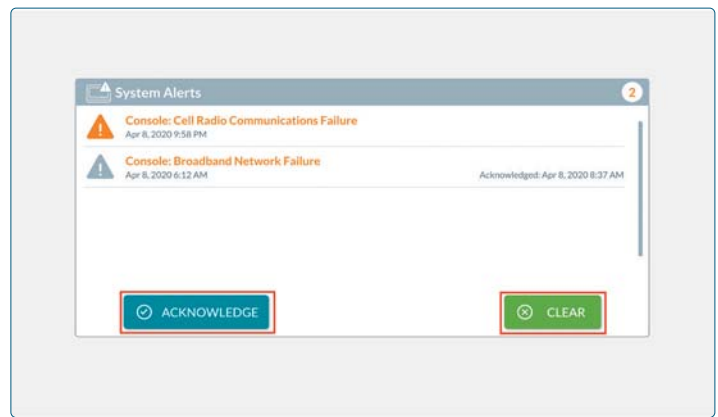 System Alerts
2
Console: Cell Radio Communications Failure
Apr 8, 2020 9:58 PM
Console: Broadband Network Failure
Apr 8, 2020 6:12 AM
Acknowledged: Apr 8, 2020 8:37 AM
ACKNOWLEDGE
CLEAR